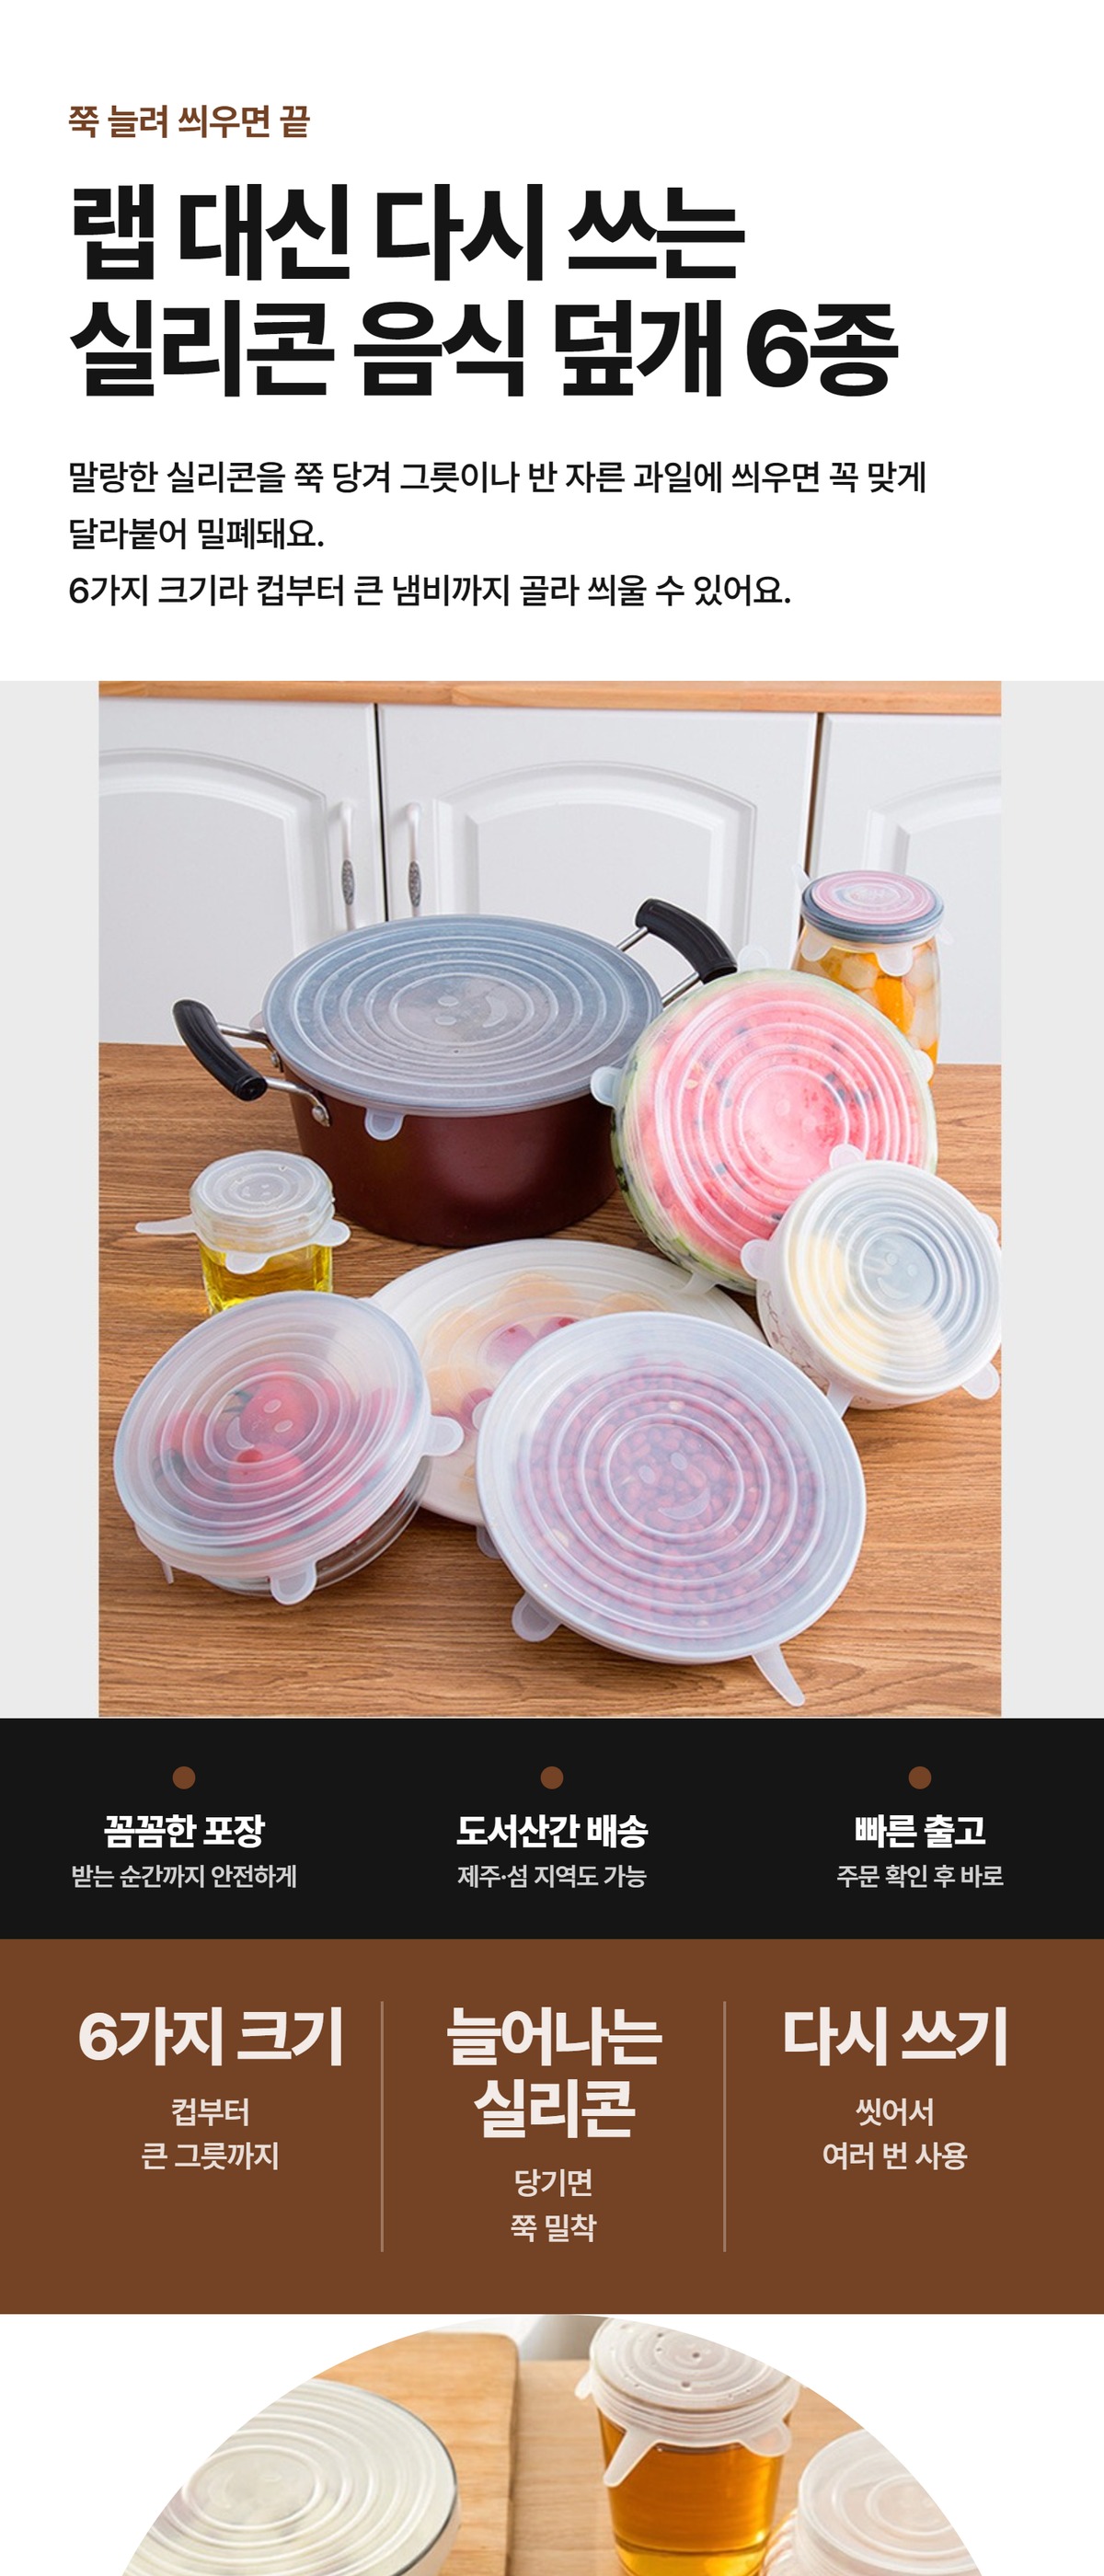 쭉 늘려 씌우면 끝
랩 대신 다시 쓰는
실리콘 음식 덮개 6종
말랑한 실리콘을 쭉 당겨 그릇이나 반 자른 과일에 씌우면 꼭 맞게
달라붙어 밀폐돼요.
6가지 크기라 컵부터 큰 냄비까지 골라 씌울 수 있어요.
꼼꼼한 포장
받는 순간까지 안전하게
도서산간 배송
제주·섬 지역도 가능
빠른 출고
주문 확인 후 바로
6가지 크기
컵부터
큰 그릇까지
늘어나는
실리콘
당기면
쭉 밀착
다시 쓰기
씻어서
여러 번 사용